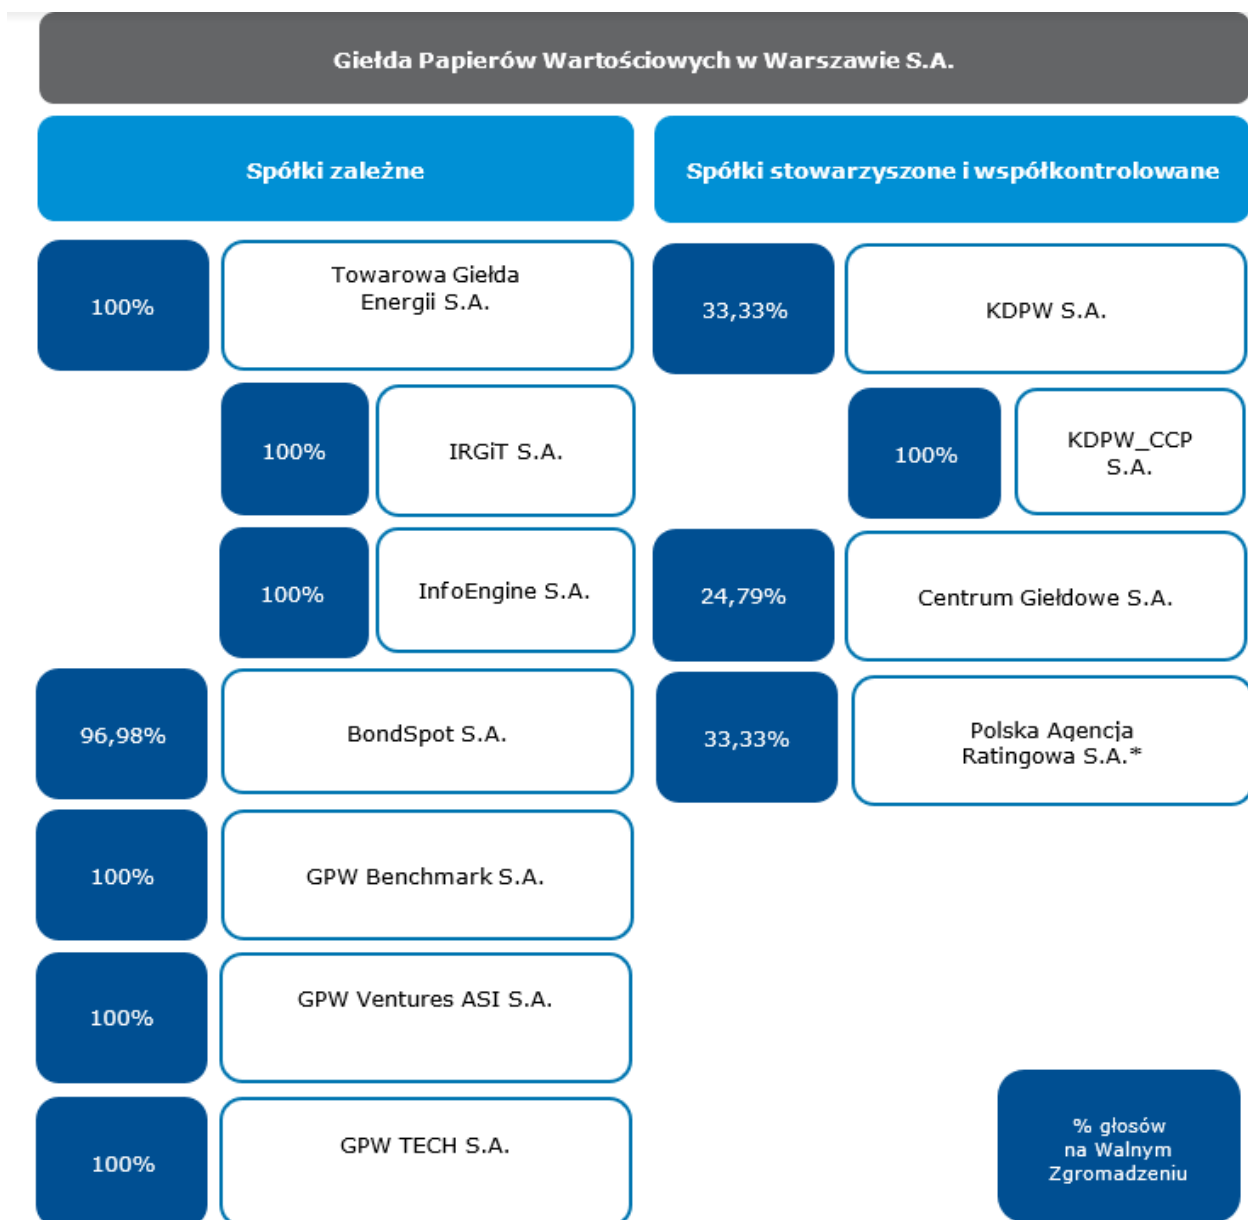 Giełda Papierów Wartościowych w Warszawie S.A.
Spółki zależne
100%
Towarowa Giełda
Energii S.A.
100%
IRGiT S.A.
100%
InfoEngine S.A.
96,98%
BondSpot S.A.
100%
GPW Benchmark S.A.
100%
GPW Ventures ASI S.A.
100%
GPW TECH S.A.
Spółki stowarzyszone i współkontrolowane
33,33%
KDPW S.A.
100%
KDPW_CCP
S.A.
24,79%
Centrum Giełdowe S.A.
33,33%
Polska Agencja
Ratingowa S.A.*
% głosów
na Walnym
Zgromadzeniu